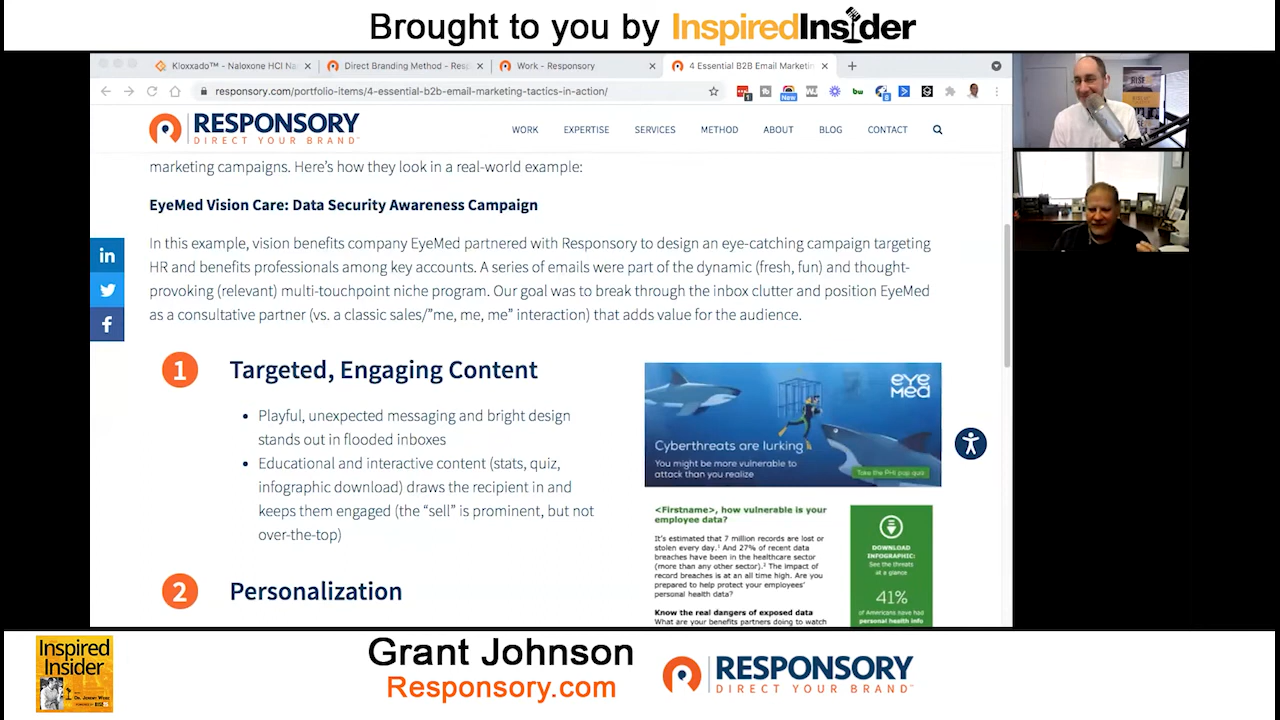 Brought to you by InspiredInsider
Kloxxado™ - Naloxone HCl Na
Direct Branding Method - Resp
Work - Responsory
4 Essential B2B Email Marketin
responsory.com/portfolio-items/4-essential-b2b-email-marketing-tactics-in-action/
New
RESPONSORY
DIRECT YOUR BRAND
WORK
EXPERTISE
SERVICES
METHOD
ABOUT
BLOG
CONTACT
marketing campaigns. Here's how they look in a real-world example:
EyeMed Vision Care: Data Security Awareness Campaign
In this example, vision benefits company EyeMed partnered with Responsory to design an eye-catching campaign targeting
HR and benefits professionals among key accounts. A series of emails were part of the dynamic (fresh, fun) and thought-
provoking (relevant) multi-touchpoint niche program. Our goal was to break through the inbox clutter and position EyeMed
as a consultative partner (vs. a classic sales/"me, me, me" interaction) that adds value for the audience.
in
f
1 Targeted, Engaging Content
Playful, unexpected messaging and bright design
stands out in flooded inboxes
Educational and interactive content (stats, quiz,
infographic download) draws the recipient in and
keeps them engaged (the "sell" is prominent, but not
over-the-top)
2 Personalization
eye
med
Cyberthreats are lurking
You might be more vulnerable to
attack than you realize
Take the PHI pop quiz
<Firstname>, how vulnerable is your
employee data?
It's estimated that 7 million records are lost or
stolen every day.¹ And 27% of recent data
breaches have been in the healthcare sector
(more than any other sector).² The impact of
record breaches is at an all time high. Are you
prepared to help protect your employees'
personal health data?
Know the real dangers of exposed data
What are your benefits partners doing to watch
DOWNLOAD
INFOGRAPHIC:
See the threats
at a glance
41%
of Americans have had
personal health info
Inspired
Insider
Grant Johnson
Responsory.com
RESPONSORY
DIRECT YOUR BRAND